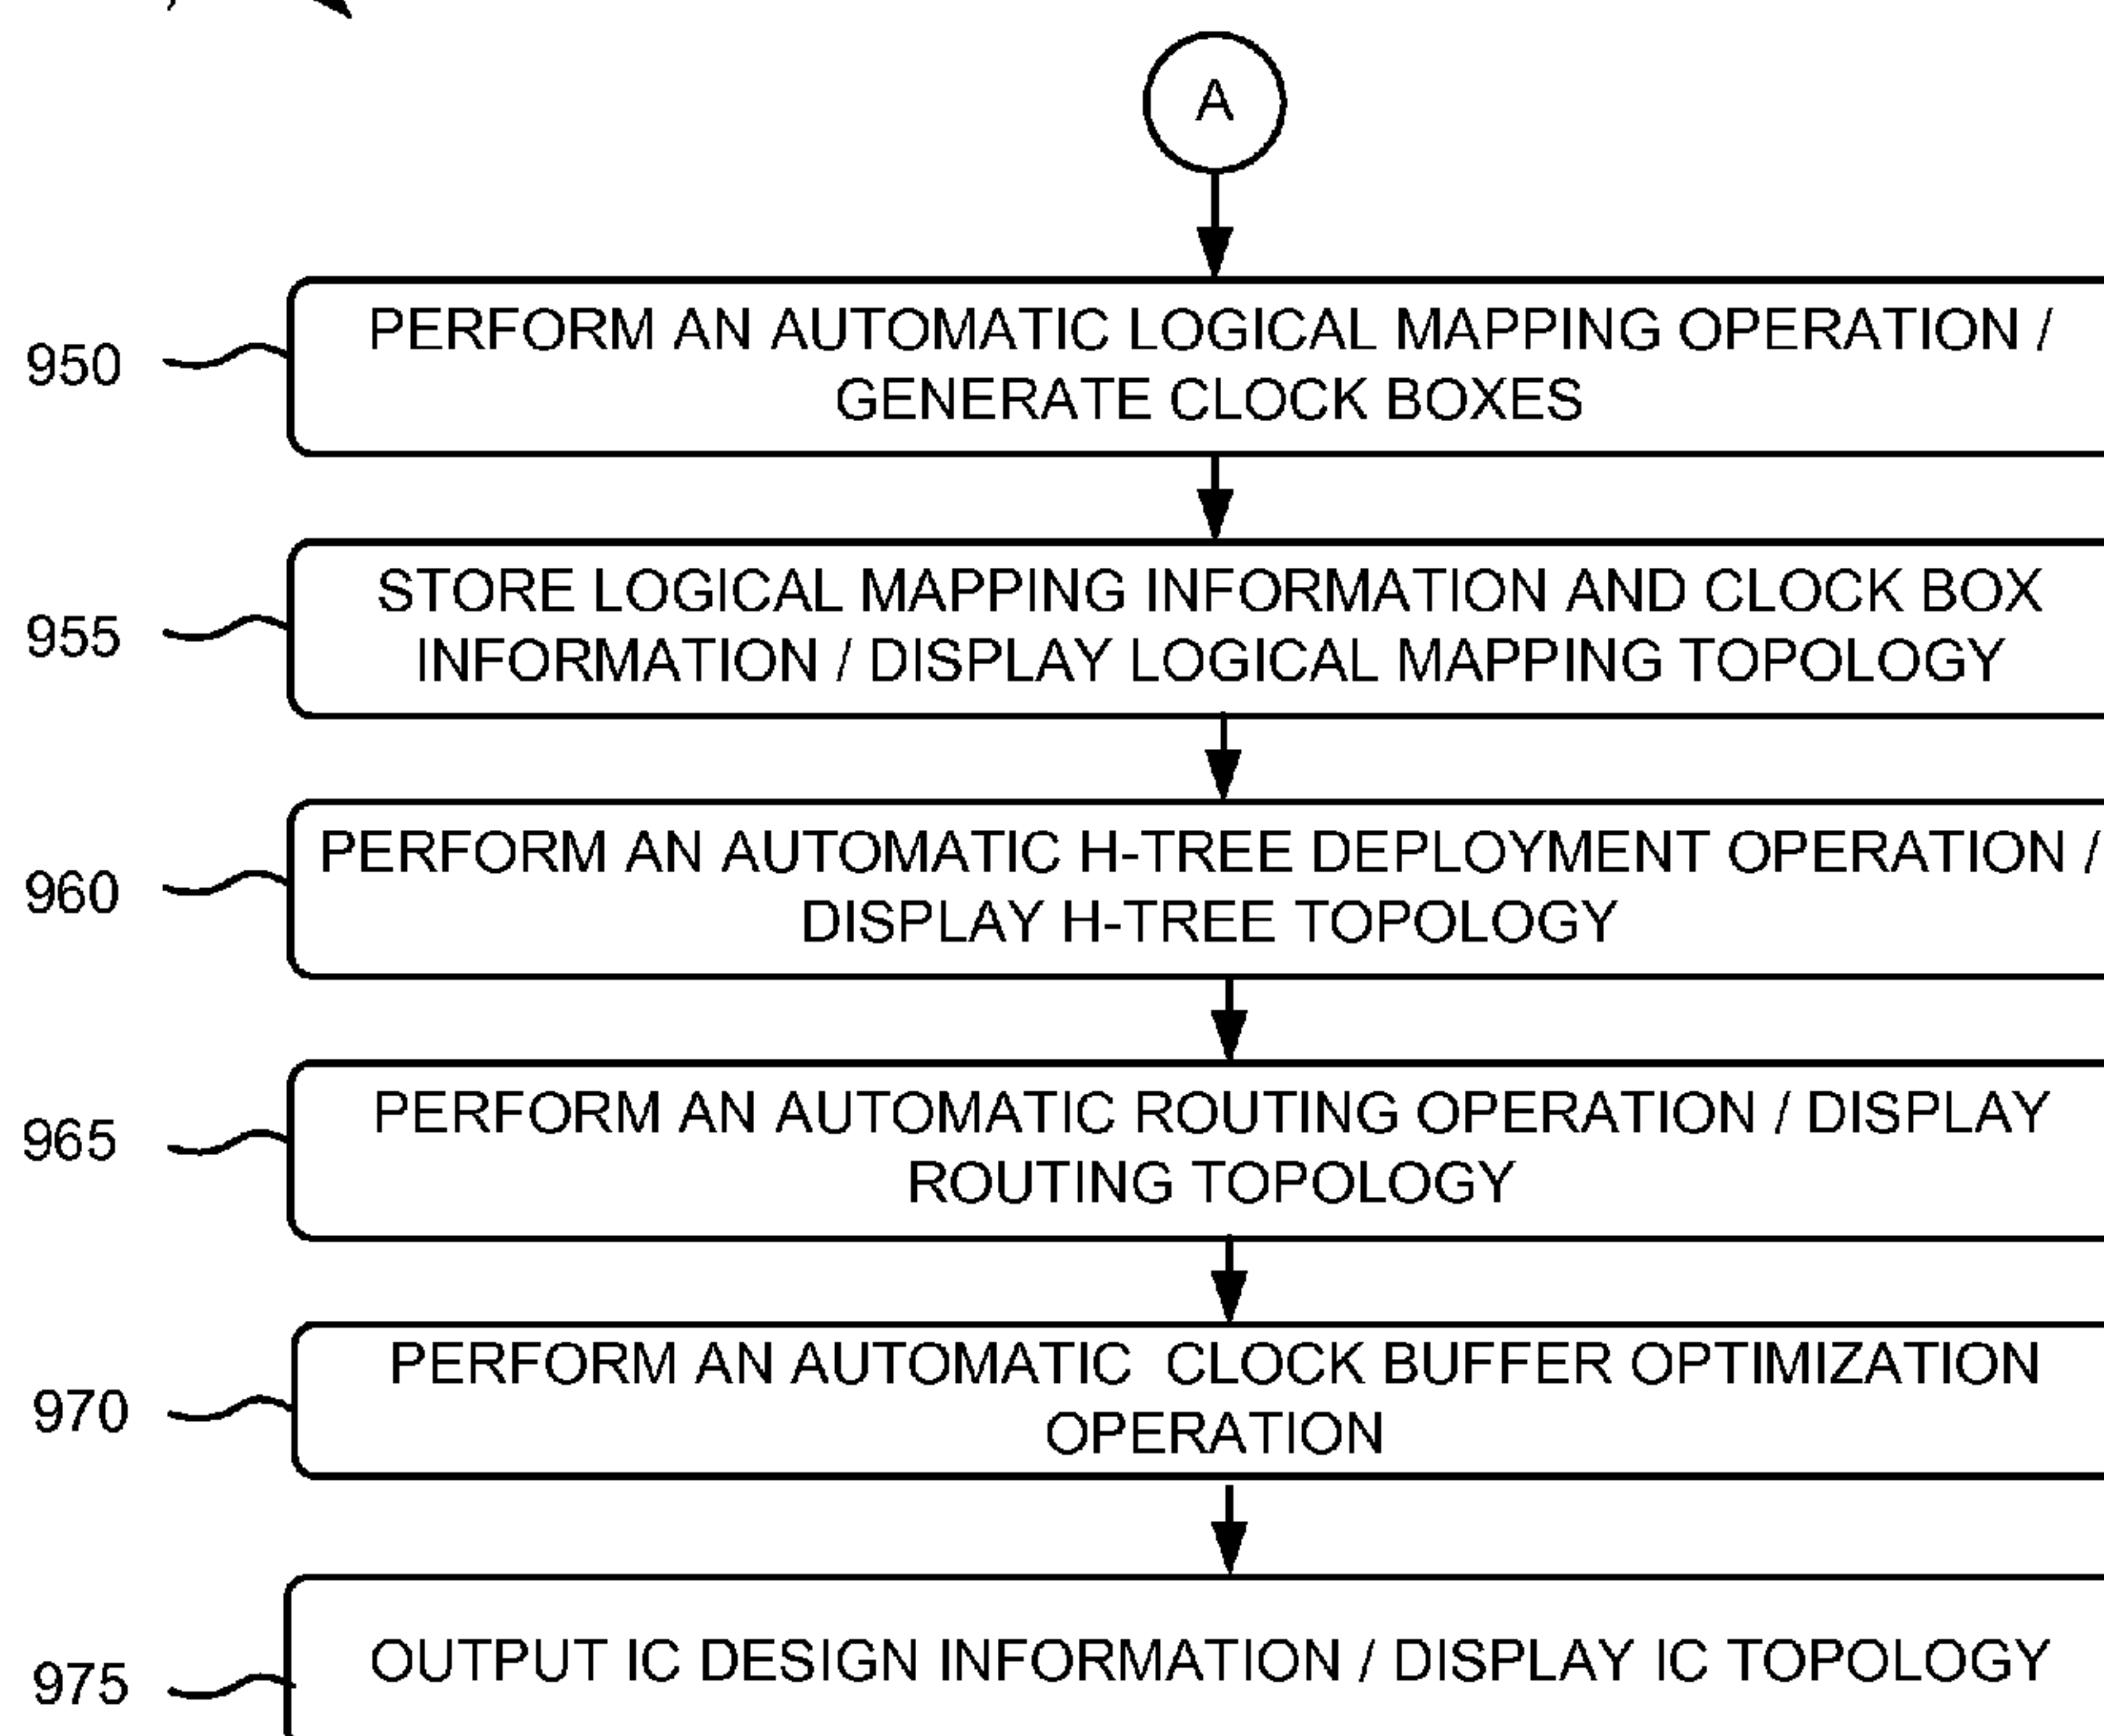 A
950
PERFORM AN AUTOMATIC LOGICAL MAPPING OPERATION /
GENERATE CLOCK BOXES
955
STORE LOGICAL MAPPING INFORMATION AND CLOCK BOX
INFORMATION / DISPLAY LOGICAL MAPPING TOPOLOGY
960
PERFORM AN AUTOMATIC H-TREE DEPLOYMENT OPERATION /
DISPLAY H-TREE TOPOLOGY
965
PERFORM AN AUTOMATIC ROUTING OPERATION / DISPLAY
ROUTING TOPOLOGY
970
PERFORM AN AUTOMATIC CLOCK BUFFER OPTIMIZATION
OPERATION
975
OUTPUT IC DESIGN INFORMATION / DISPLAY IC TOPOLOGY